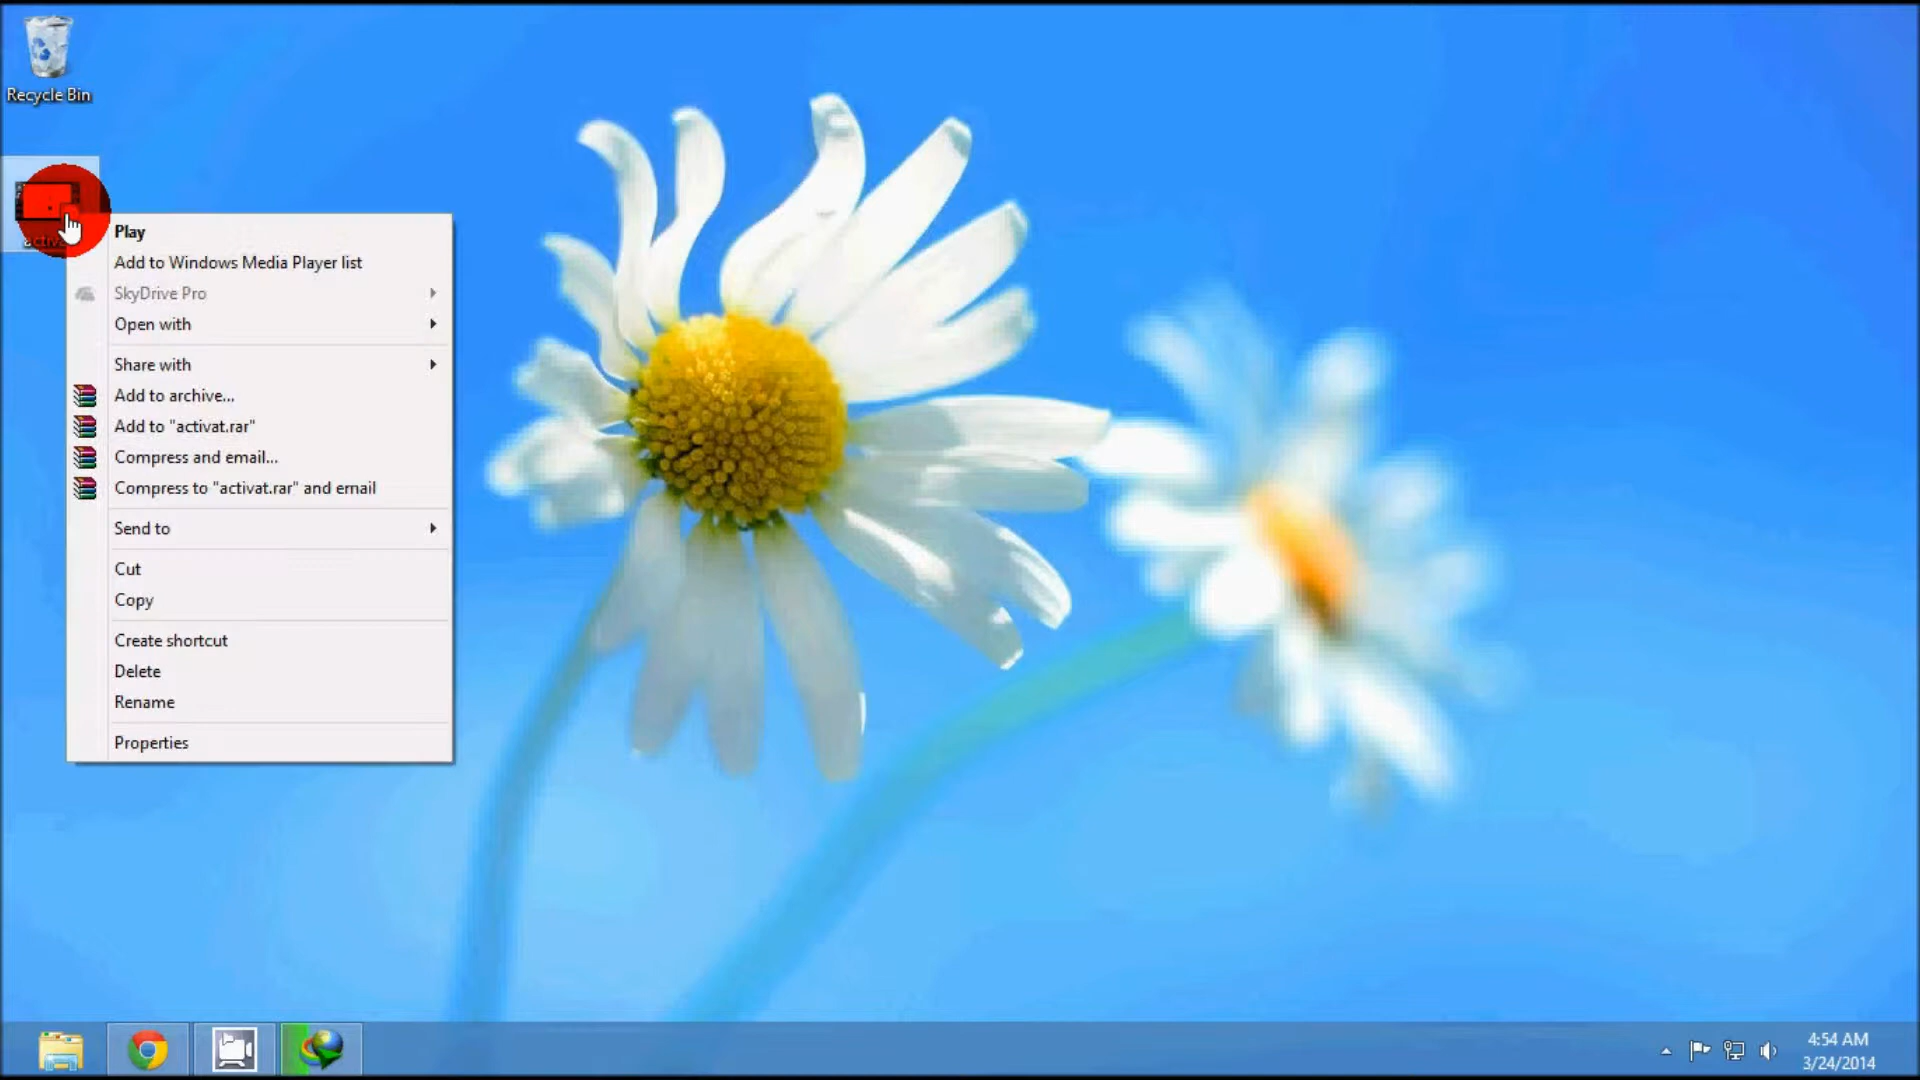 Recycle Bin
Play
Add to Windows Media Player list
SkyDrive Pro
Open with
Share with
Add to archive...
Add to "activat.rar"
Compress and email...
Compress to "activat.rar" and email
Send to
Cut
Copy
Create shortcut
Delete
Rename
Properties
4:54 AM
3/24/2014